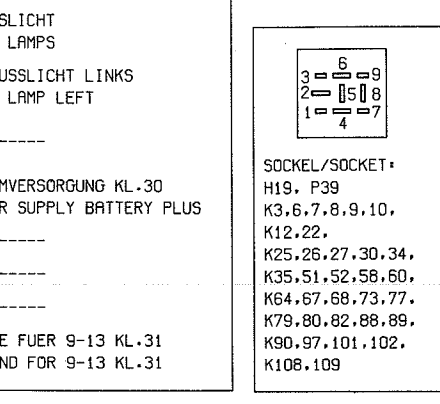 SLICHT
LAMPS
USSLICHT LINKS
LAMP LEFT
-----
MVERSORGUNG KL.30
R SUPPLY BATTERY PLUS
-----
-----
-----
E FUER 9-13 KL.31
ND FOR 9-13 KL.31
6
3 9
2 5 8
1 7
4
SOCKEL/SOCKET:
H19, P39
K3,6,7,8,9,10,
K12,22,
K25,26,27,30,34,
K35,51,52,58,60,
K64,67,68,73,77,
K79,80,82,88,89,
K90,97,101,102,
K108,109